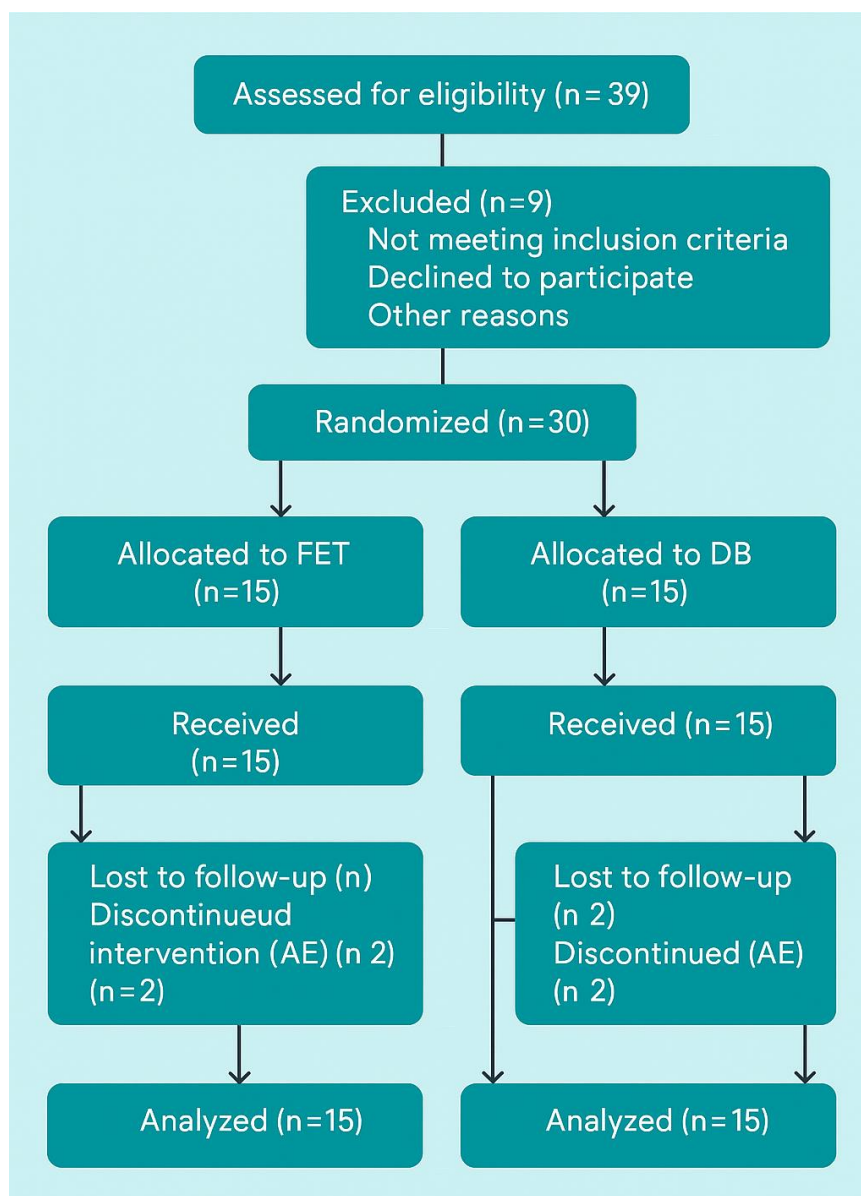 Assessed for eligibility (n=39)
Excluded (n=9)
Not meeting inclusion criteria
Declined to participate
Other reasons
Randomized (n=30)
Allocated to FET
(n=15)
Allocated to DB
(n=15)
Received
(n=15)
Received (n=15)
Lost to follow-up (n)
Discontinueud
intervention (AE) (n 2)
(n=2)
Lost to follow-up
(n 2)
Discontinued (AE)
(n 2)
Analyzed (n=15)
Analyzed (n=15)